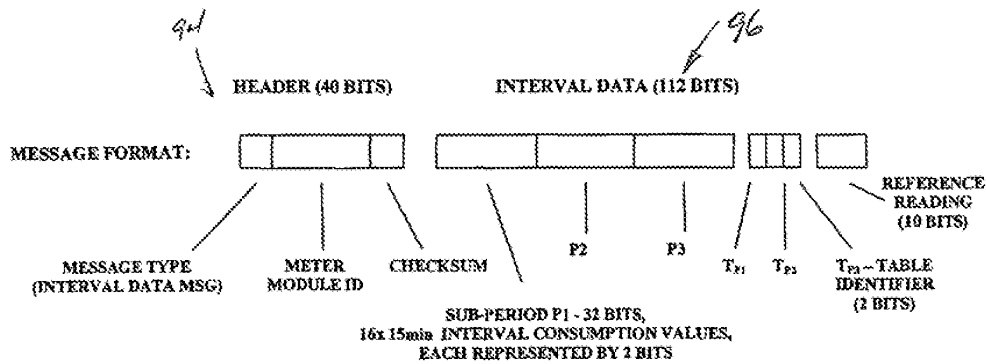 94
96
HEADER (40 BITS)
INTERVAL DATA (112 BITS)
MESSAGE FORMAT:
REFERENCE
READING
(10 BITS)
P2
P3
MESSAGE TYPE
(INTERVAL DATA MSG)
METER
MODULE ID
CHECKSUM
TP1
TP2
TP3 – TABLE
IDENTIFIER
(2 BITS)
SUB-PERIOD P1 - 32 BITS,
16x 15min INTERVAL CONSUMPTION VALUES,
EACH REPRESENTED BY 2 BITS